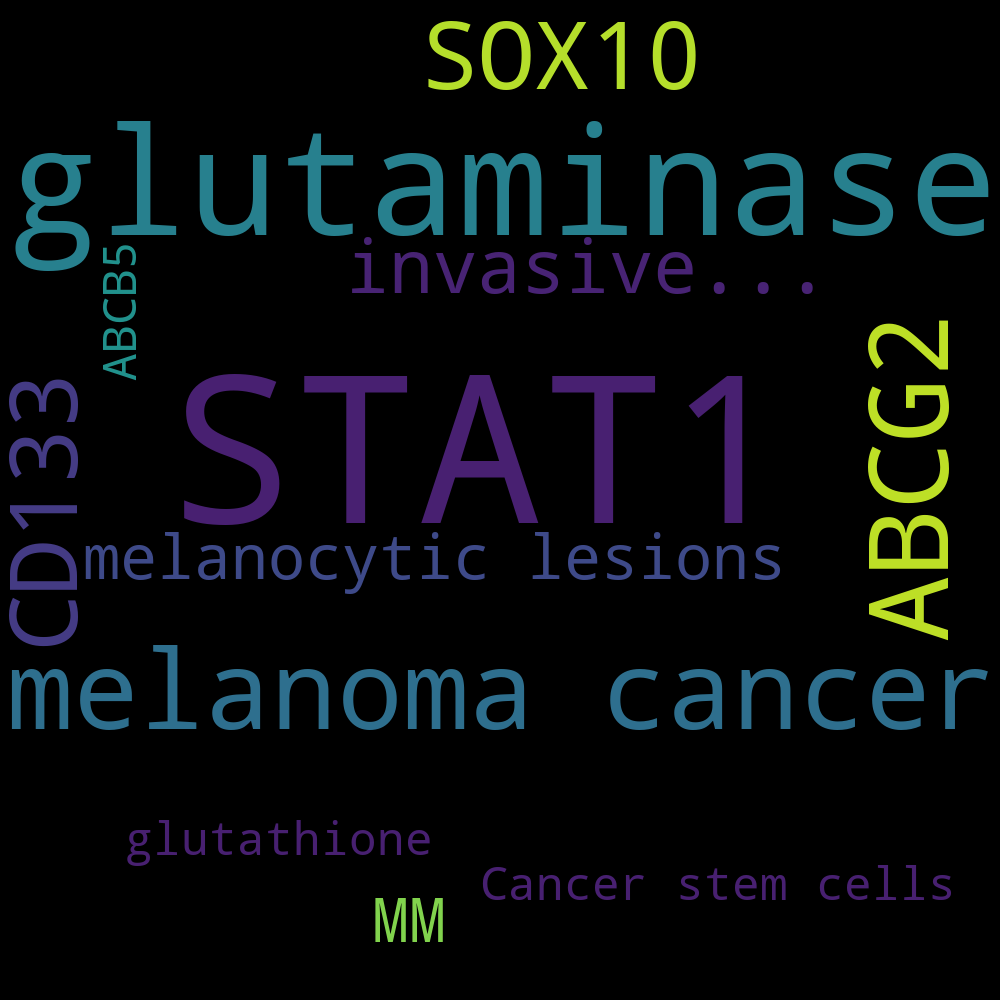 SOX10
glutaminase
invasive...
ABCB5
STAT1
ABCG2
CD133
melanocytic lesions
melanoma cancer
glutathione
Cancer stem cells
MM